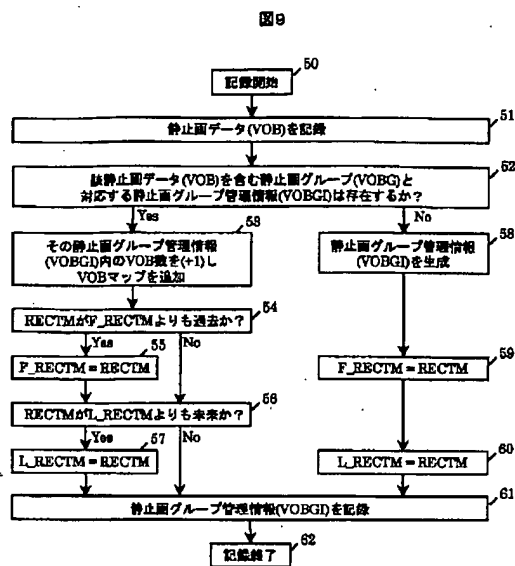 図9
50
記録開始
51
静止画データ(VOB)を記録
52
該静止画データ(VOB)を含む静止画グループ(VOBG)と
対応する静止画グループ管理情報(VOBGI)は存在するか?
Yes
No
53
その静止画グループ管理情報
(VOBGI)内のVOB数を(+1)し
VOBマップを追加
58
静止画グループ管理情報
(VOBGI)を生成
54
RECTMがF_RECTMよりも過去か?
Yes
No
55
F_RECTM=RECTM
59
F_RECTM=RECTM
56
RECTMがL_RECTMよりも未来か?
Yes
No
57
L_RECTM=RECTM
60
L_RECTM=RECTM
61
静止画グループ管理情報(VOBGI)を記録
62
記録終了